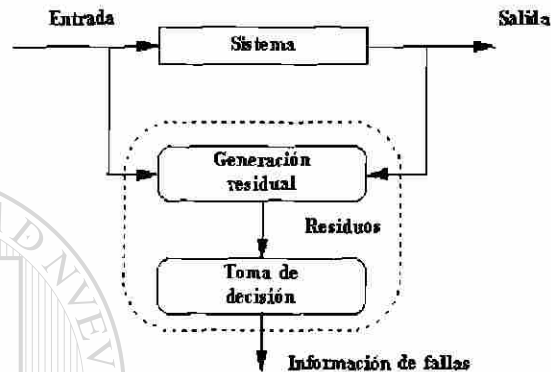 Entrada
Salida
Sistema
Generación
residual
Residuos
Toma de
decisión
Información de fallas